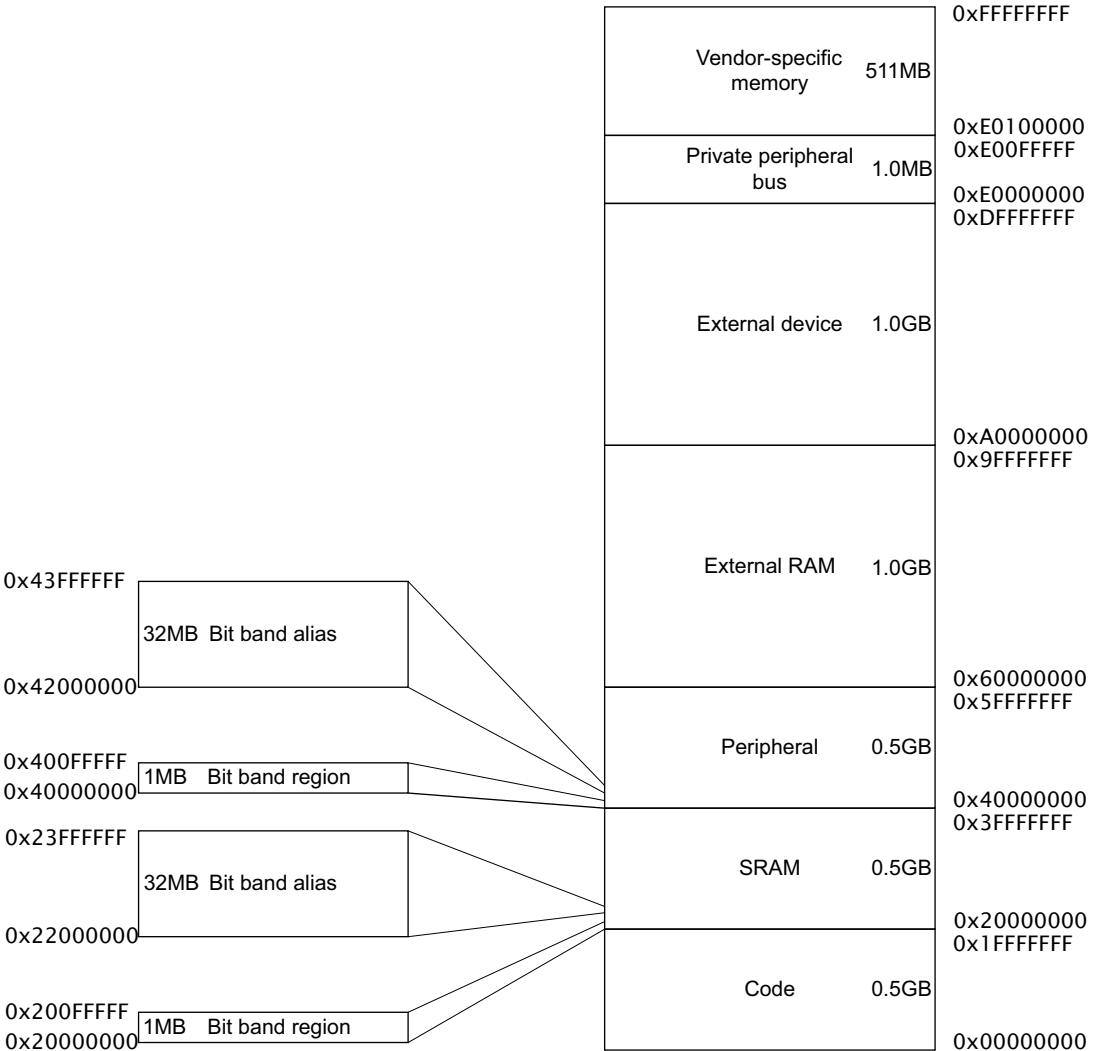 0xFFFFFFFF
Vendor-specific
memory
511MB
0xE0100000
0xE00FFFFF
Private peripheral
bus
1.0MB
0xE0000000
0xDFFFFFFF
External device 1.0GB
0xA0000000
0x9FFFFFFF
External RAM 1.0GB
0x43FFFFFF
32MB Bit band alias
0x42000000
0x60000000
0x5FFFFFFF
Peripheral 0.5GB
0x400FFFFF
1MB Bit band region
0x40000000
0x40000000
0x3FFFFFFF
0x23FFFFFF
32MB Bit band alias
0x22000000
SRAM 0.5GB
0x20000000
0x1FFFFFFF
Code 0.5GB
0x200FFFFF
1MB Bit band region
0x20000000
0x00000000